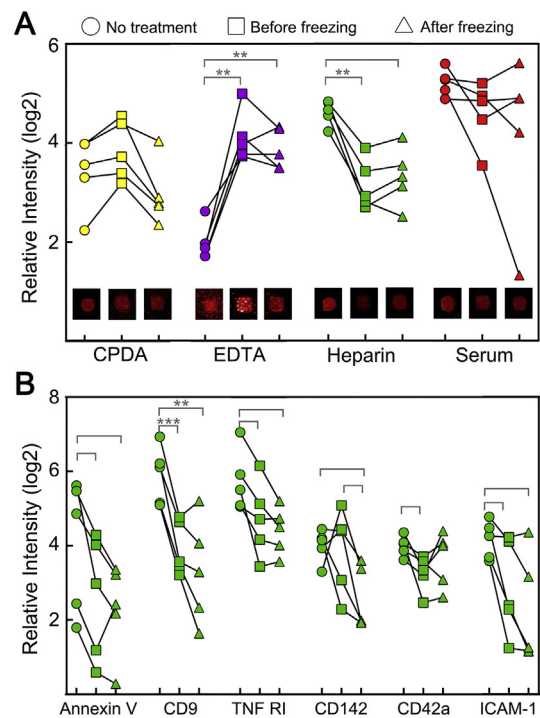 A
No treatment Before freezing After freezing
Relative Intensity (log2)
6
4
2
**
**
**
CPDA EDTA Heparin Serum
B
Relative Intensity (log2)
8
6
4
2
**
***
Annexin V CD9 TNF RI CD142 CD42a ICAM-1